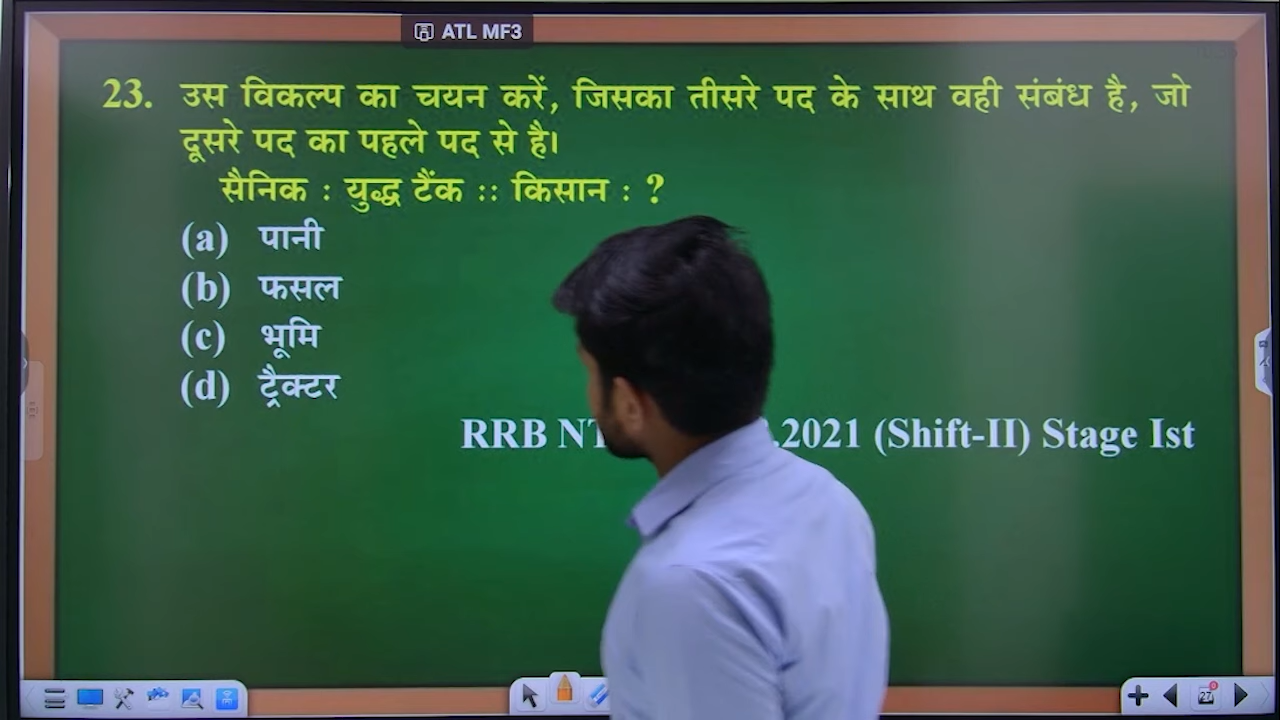 ATL MF3
23. उस विकल्प का चयन करें, जिसका तीसरे पद के साथ वही संबंध है, जो
दूसरे पद का पहले पद से है।
सैनिक : युद्ध टैंक :: किसान : ?
(a) पानी
(b) फसल
(c) भूमि
(d) ट्रैक्टर
RRB .2021 (Shift-II) Stage Ist
27